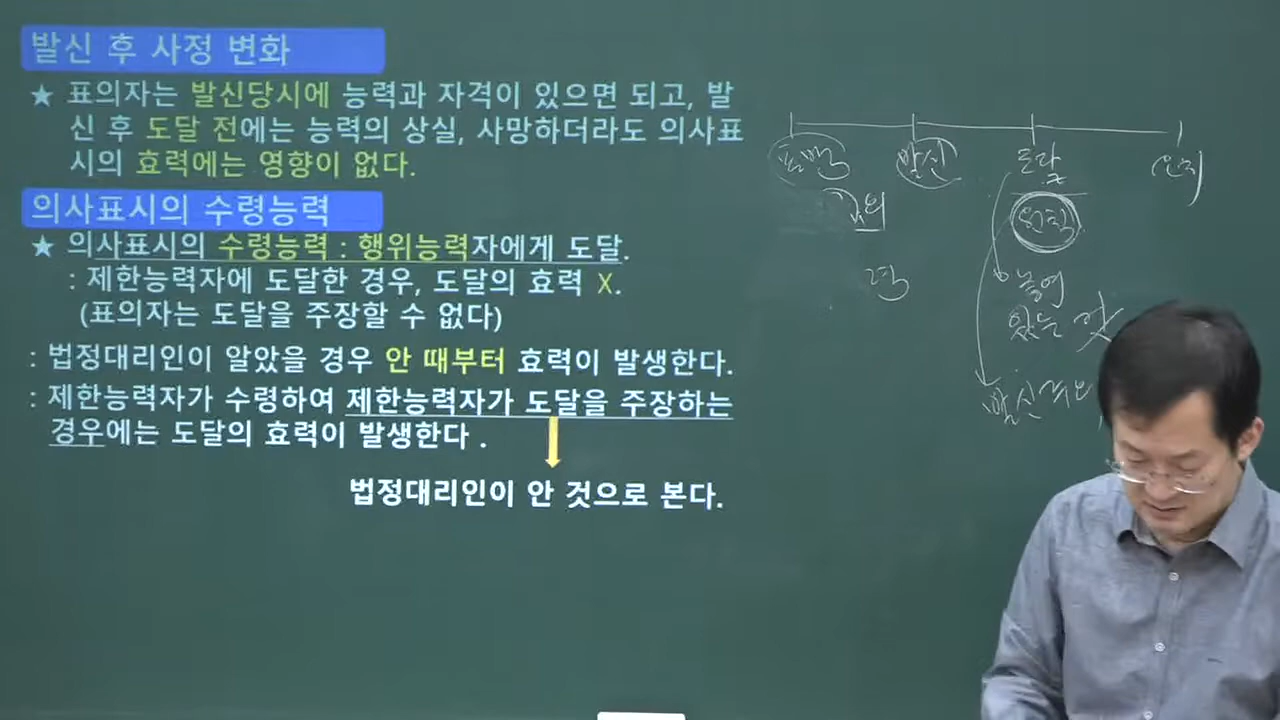 발신 후 사정 변화
★ 표의자는 발신당시에 능력과 자격이 있으면 되고, 발
신 후 도달 전에는 능력의 상실, 사망하더라도 의사표
시의 효력에는 영향이 없다.
의사표시의 수령능력
★ 의사표시의 수령능력 : 행위능력자에게 도달.
: 제한능력자에 도달한 경우, 도달의 효력 X.
(표의자는 도달을 주장할 수 없다)
: 법정대리인이 알았을 경우 안 때부터 효력이 발생한다.
: 제한능력자가 수령하여 제한능력자가 도달을 주장하는
경우에는 도달의 효력이 발생한다 .
법정대리인이 안 것으로 본다.
표백 발신 도달 인지
원칙
있는 것